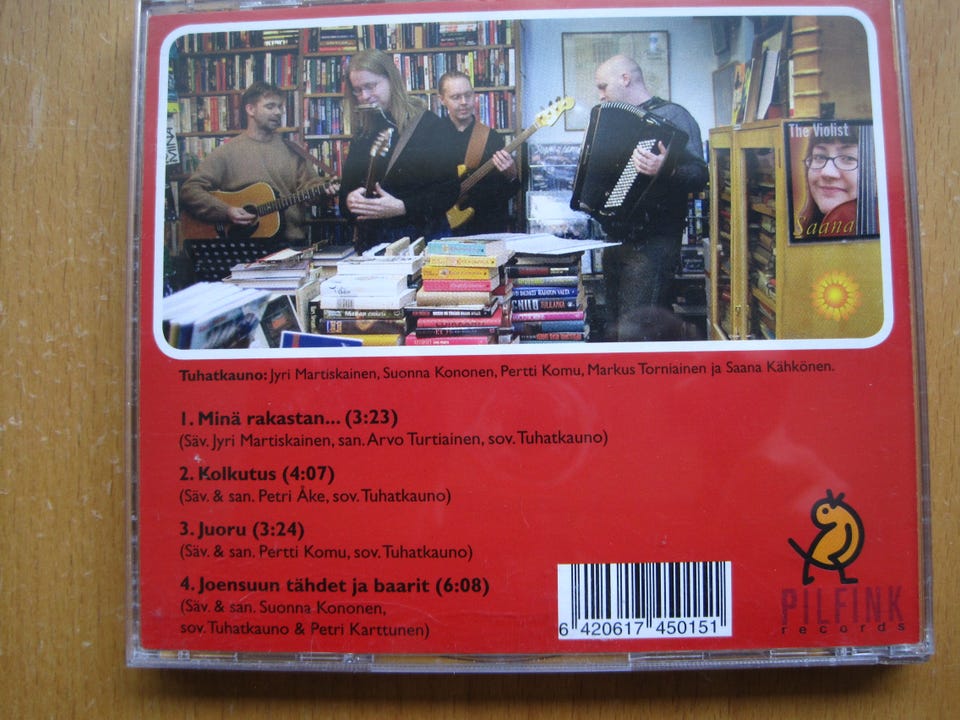 The Violist
Saana
Tuhatkauno: Jyri Martiskainen, Suonna Kononen, Pertti Komu, Markus Torniainen ja Saana Kähkönen.
1. Minä rakastan... (3:23)
(Säv. Jyri Martiskainen, san. Arvo Turtiainen, sov. Tuhatkauno)
2. Kolkutus (4:07)
(Säv. & san. Petri Åke, sov. Tuhatkauno)
3. Juoru (3:24)
(Säv. & san. Pertti Komu, sov. Tuhatkauno)
4. Joensuun tähdet ja baarit (6:08)
(Säv. & san. Suonna Kononen,
sov. Tuhatkauno & Petri Karttunen)
6 420617 450151
PILFINK
records